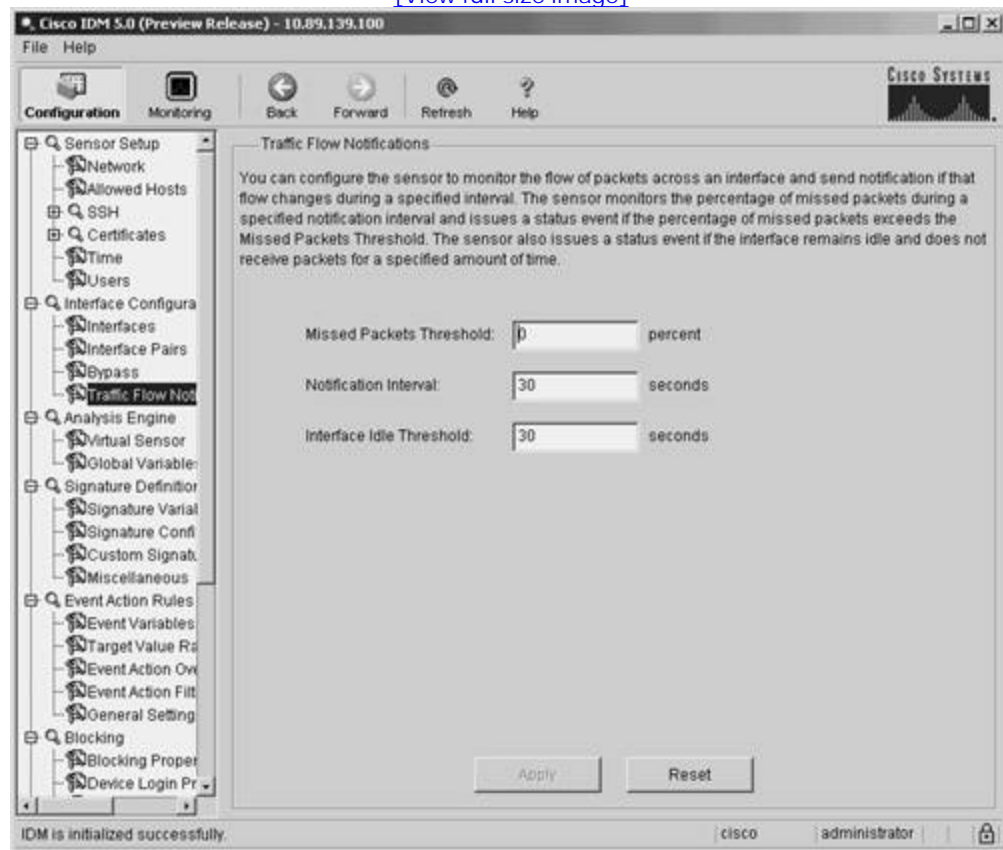 [View full size image]
Cisco IDM 5.0 (Preview Release) - 10.89.139.100
File Help
Configuration Monitoring Back Forward Refresh Help
CISCO SYSTEMS
Sensor Setup
Network
Allowed Hosts
SSH
Certificates
Time
Users
Interface Configura
Interfaces
Interface Pairs
Bypass
Traffic Flow Noti
Analysis Engine
Virtual Sensor
Global Variable
Signature Definition
Signature Varial
Signature Confi
Custom Signatu
Miscellaneous
Event Action Rules
Event Variables
Target Value Ra
Event Action Ove
Event Action Filt
General Setting
Blocking
Blocking Proper
Device Login Pr
Traffic Flow Notifications
You can configure the sensor to monitor the flow of packets across an interface and send notification if that
flow changes during a specified interval. The sensor monitors the percentage of missed packets during a
specified notification interval and issues a status event if the percentage of missed packets exceeds the
Missed Packets Threshold. The sensor also issues a status event if the interface remains idle and does not
receive packets for a specified amount of time.
Missed Packets Threshold: 0 percent
Notification Interval: 30 seconds
Interface Idle Threshold: 30 seconds
Apply Reset
IDM is initialized successfully. cisco administrator